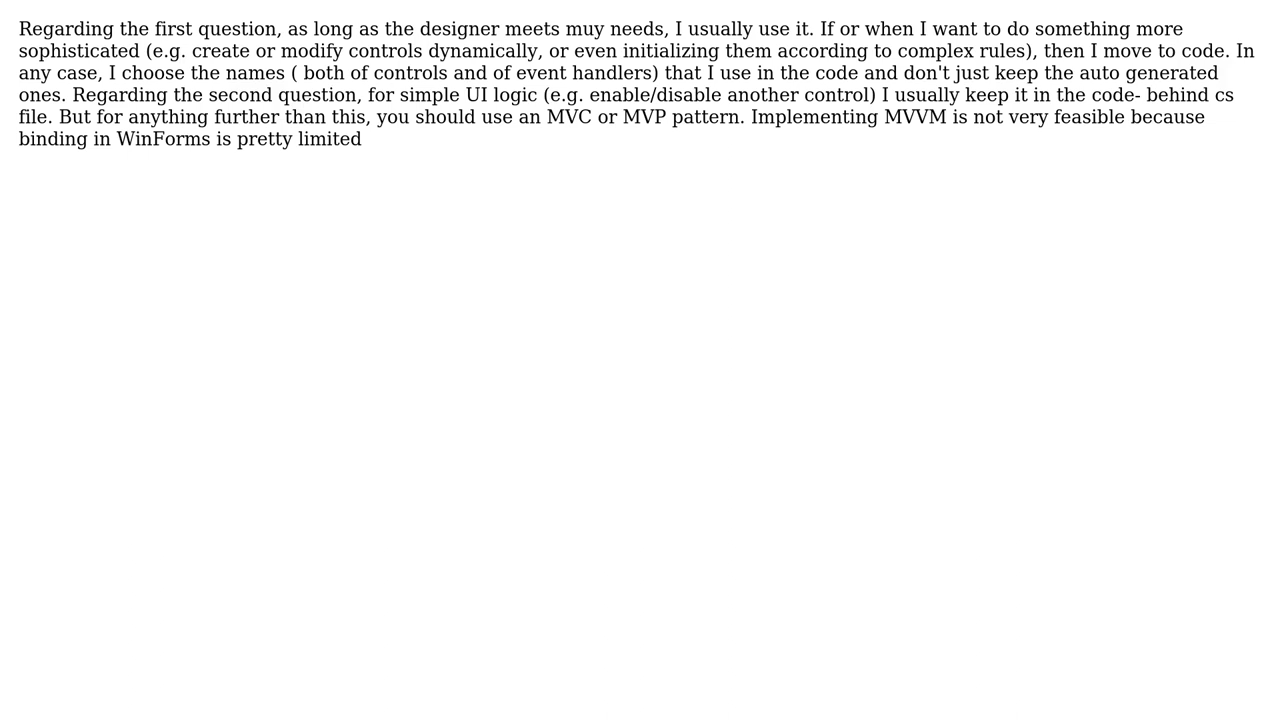 Regarding the first question, as long as the designer meets muy needs, I usually use it. If or when I want to do something more
sophisticated (e.g. create or modify controls dynamically, or even initializing them according to complex rules), then I move to code. In
any case, I choose the names ( both of controls and of event handlers) that I use in the code and don't just keep the auto generated
ones. Regarding the second question, for simple UI logic (e.g. enable/disable another control) I usually keep it in the code- behind cs
file. But for anything further than this, you should use an MVC or MVP pattern. Implementing MVVM is not very feasible because
binding in WinForms is pretty limited